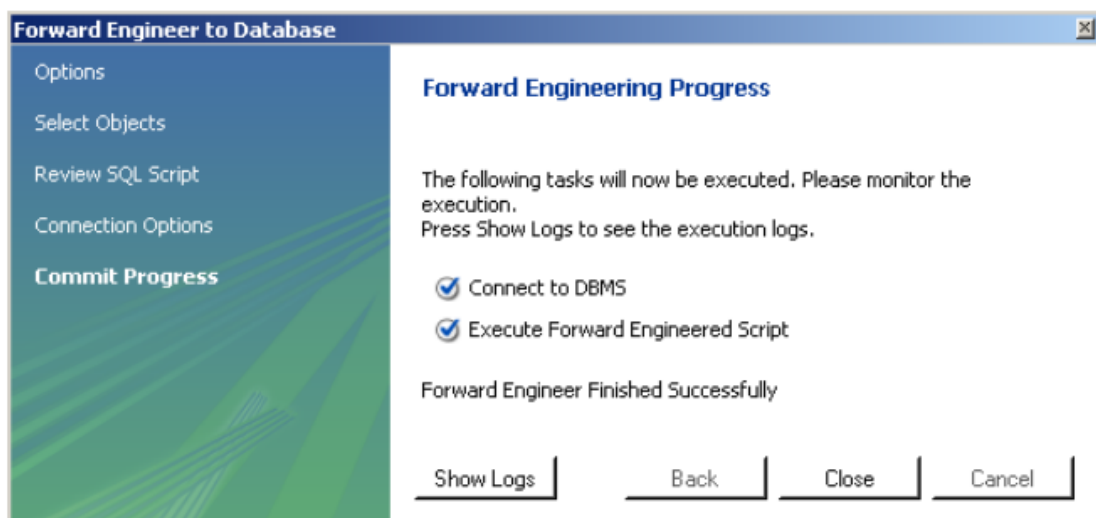 Forward Engineer to Database
Options
Select Objects
Review SQL Script
Connection Options
Commit Progress
Forward Engineering Progress
The following tasks will now be executed. Please monitor the
execution.
Press Show Logs to see the execution logs.
Connect to DBMS
Execute Forward Engineered Script
Forward Engineer Finished Successfully
Show Logs
Back
Close
Cancel